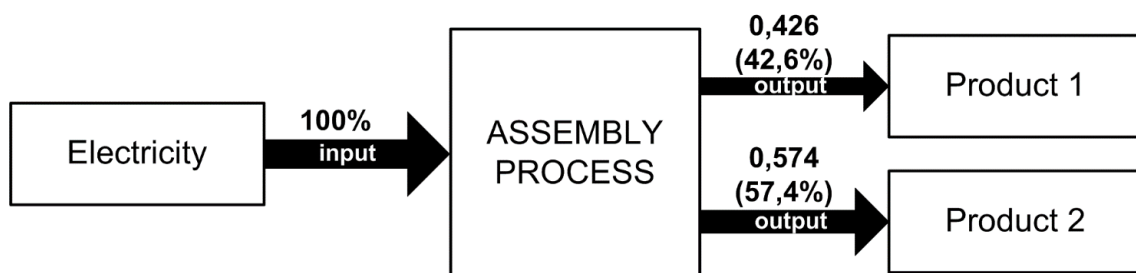 Electricity
100%
input
ASSEMBLY
PROCESS
0,426
(42,6%)
output
Product 1
0,574
(57,4%)
output
Product 2